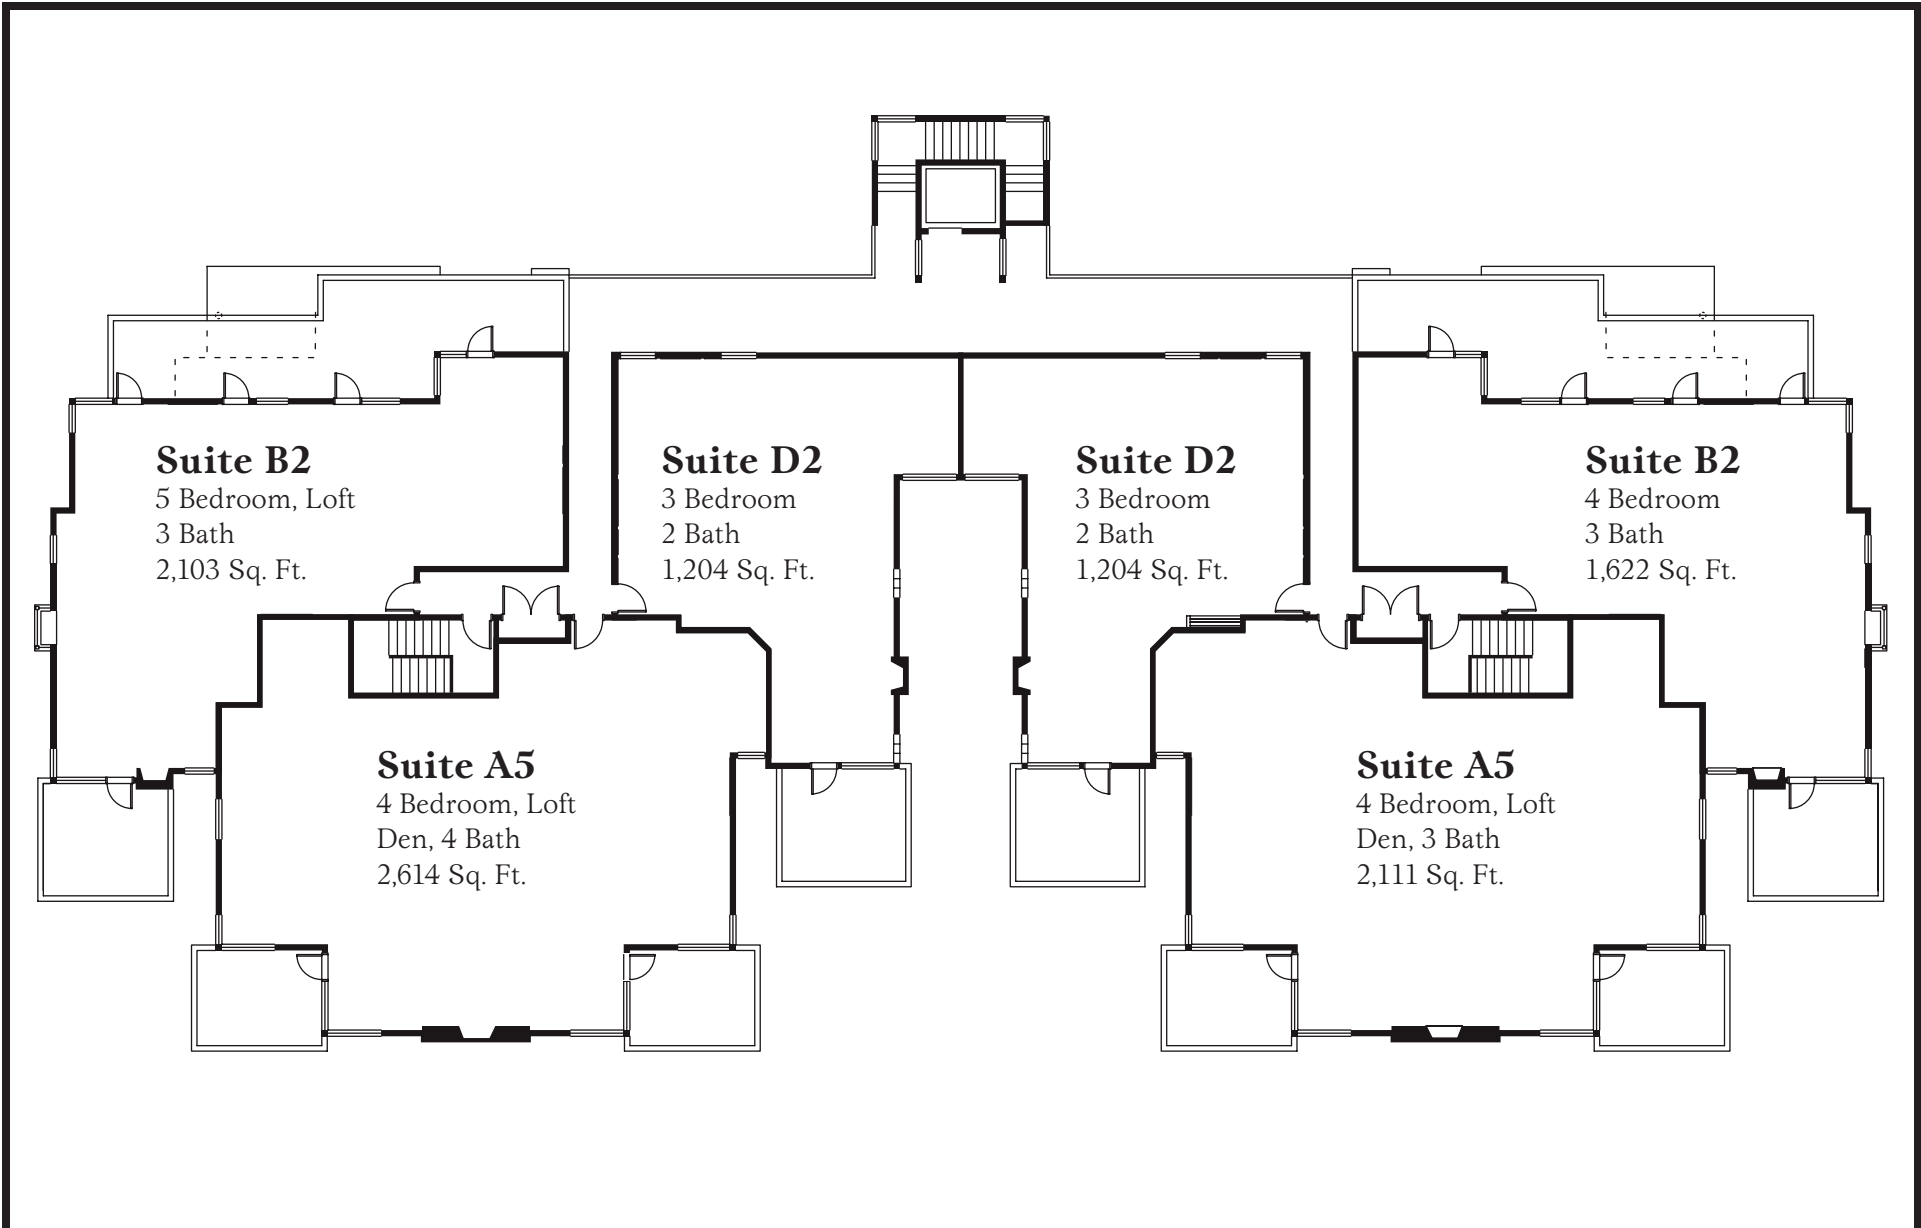 Suite B2
5 Bedroom, Loft
3 Bath
2,103 Sq. Ft.
Suite D2
3 Bedroom
2 Bath
1,204 Sq. Ft.
Suite D2
3 Bedroom
2 Bath
1,204 Sq. Ft.
Suite B2
4 Bedroom
3 Bath
1,622 Sq. Ft.
Suite A5
4 Bedroom, Loft
Den, 4 Bath
2,614 Sq. Ft.
Suite A5
4 Bedroom, Loft
Den, 3 Bath
2,111 Sq. Ft.